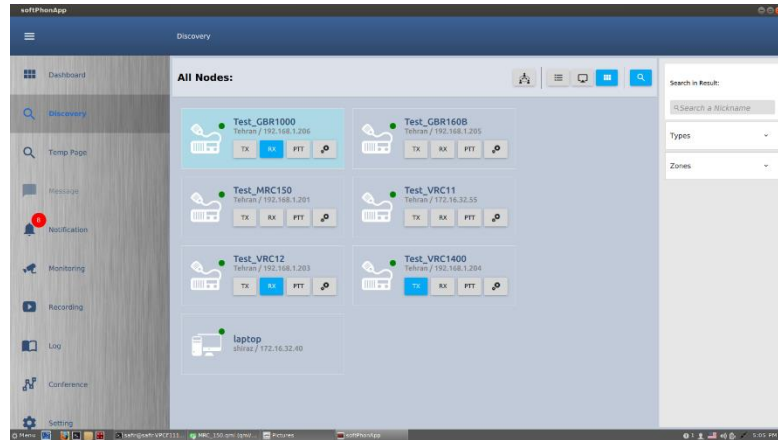 softPhonApp
Discovery
Dashboard
Discovery
Temp Page
Message
8
Notification
Monitoring
Recording
Log
Conference
Setting
All Nodes:
Test_GBR1000
Tehran / 192.168.1.206
TX RX PTT
Test_GBR160B
Tehran / 192.168.1.205
TX RX PTT
Test_MRC150
Tehran / 192.168.1.201
TX RX PTT
Test_VRC11
Tehran / 172.16.32.55
TX RX PTT
Test_VRC12
Tehran / 192.168.1.203
TX RX PTT
Test_VRC1400
Tehran / 192.168.1.204
TX RX PTT
laptop
shiraz / 172.16.32.40
Search in Result:
Search a Nickname
Types
Zones
Menu
Pictures
softPhonApp
5:05 PM